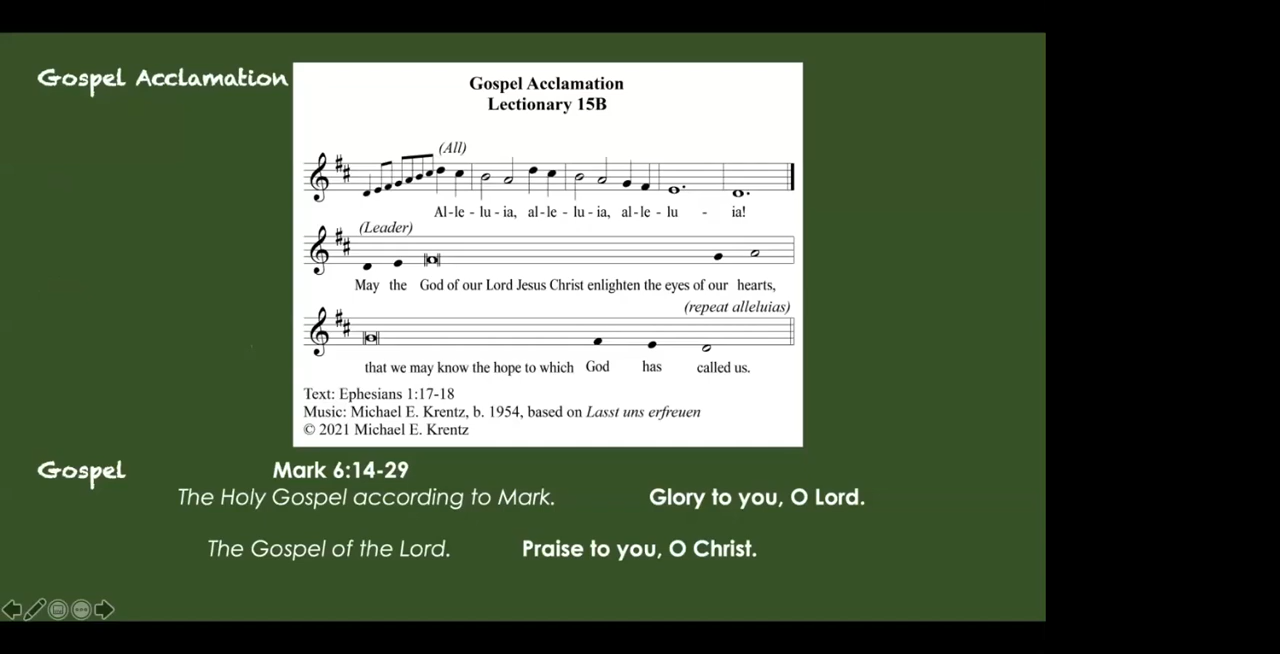 Gospel Acclamation
Gospel Acclamation
Lectionary 15B
(All)
Al-le - lu - ia, al-le - lu - ia, al-le - lu - ia!
(Leader)
May the God of our Lord Jesus Christ enlighten the eyes of our hearts,
(repeat alleluias)
that we may know the hope to which God has called us.
Text: Ephesians 1:17-18
Music: Michael E. Krentz, b. 1954, based on Lasst uns erfreuen
© 2021 Michael E. Krentz
Gospel Mark 6:14-29
The Holy Gospel according to Mark. Glory to you, O Lord.
The Gospel of the Lord. Praise to you, O Christ.